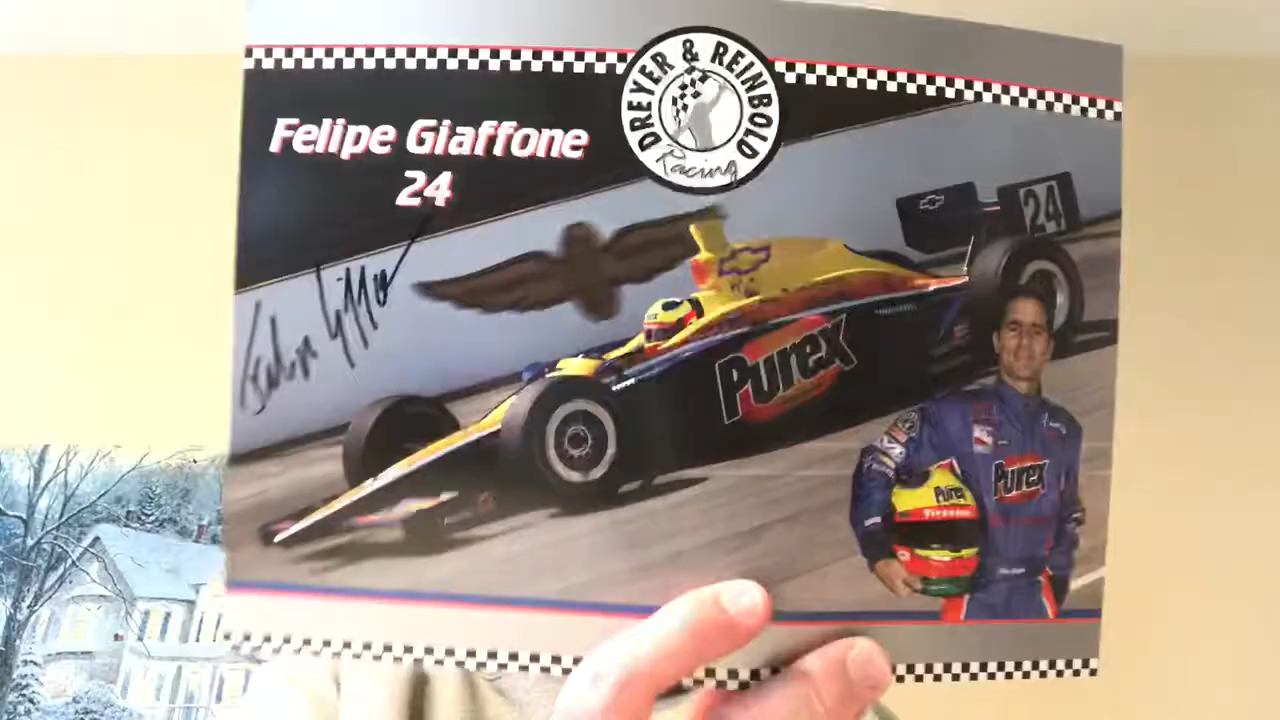 DREYER & REINBOLD
Racing
Felipe Giaffone
24
24
Purex
Purex
Purex
Firestone